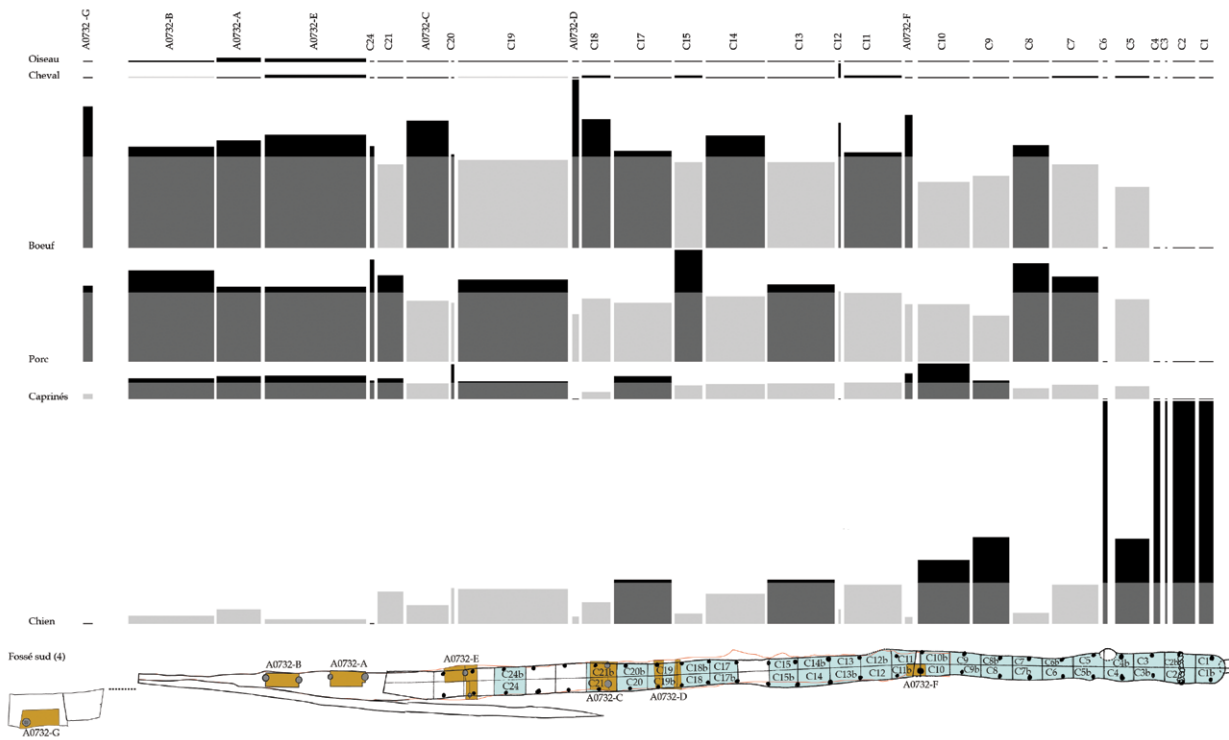 A0732-G A0732-B A0732-A A0732-E C24 C21 A0732-C C20 C19 A0732-D C18 C17 C15 C14 C13 C12 C11 A0732-F C10 C9 C8 C7 C6 C5 C4 C3 C2 C1
Oiseau
Cheval
Boeuf
Porc
Caprinés
Chien
Fossé sud (4)
A0732-B A0732-A A0732-E
C24b C21b C20b C19 C18b C17 C15 C14b C13 C12b C11 C10b C9 C8b C7 C6b C5 C4b C3 C2b C1
C24 C21 C20 C19b C18 C17b C15b C14 C13b C12 C11b C10 C9b C8 C7b C6 C5b C4 C3b C2 C1b
A0732-C A0732-D A0732-F
A0732-G